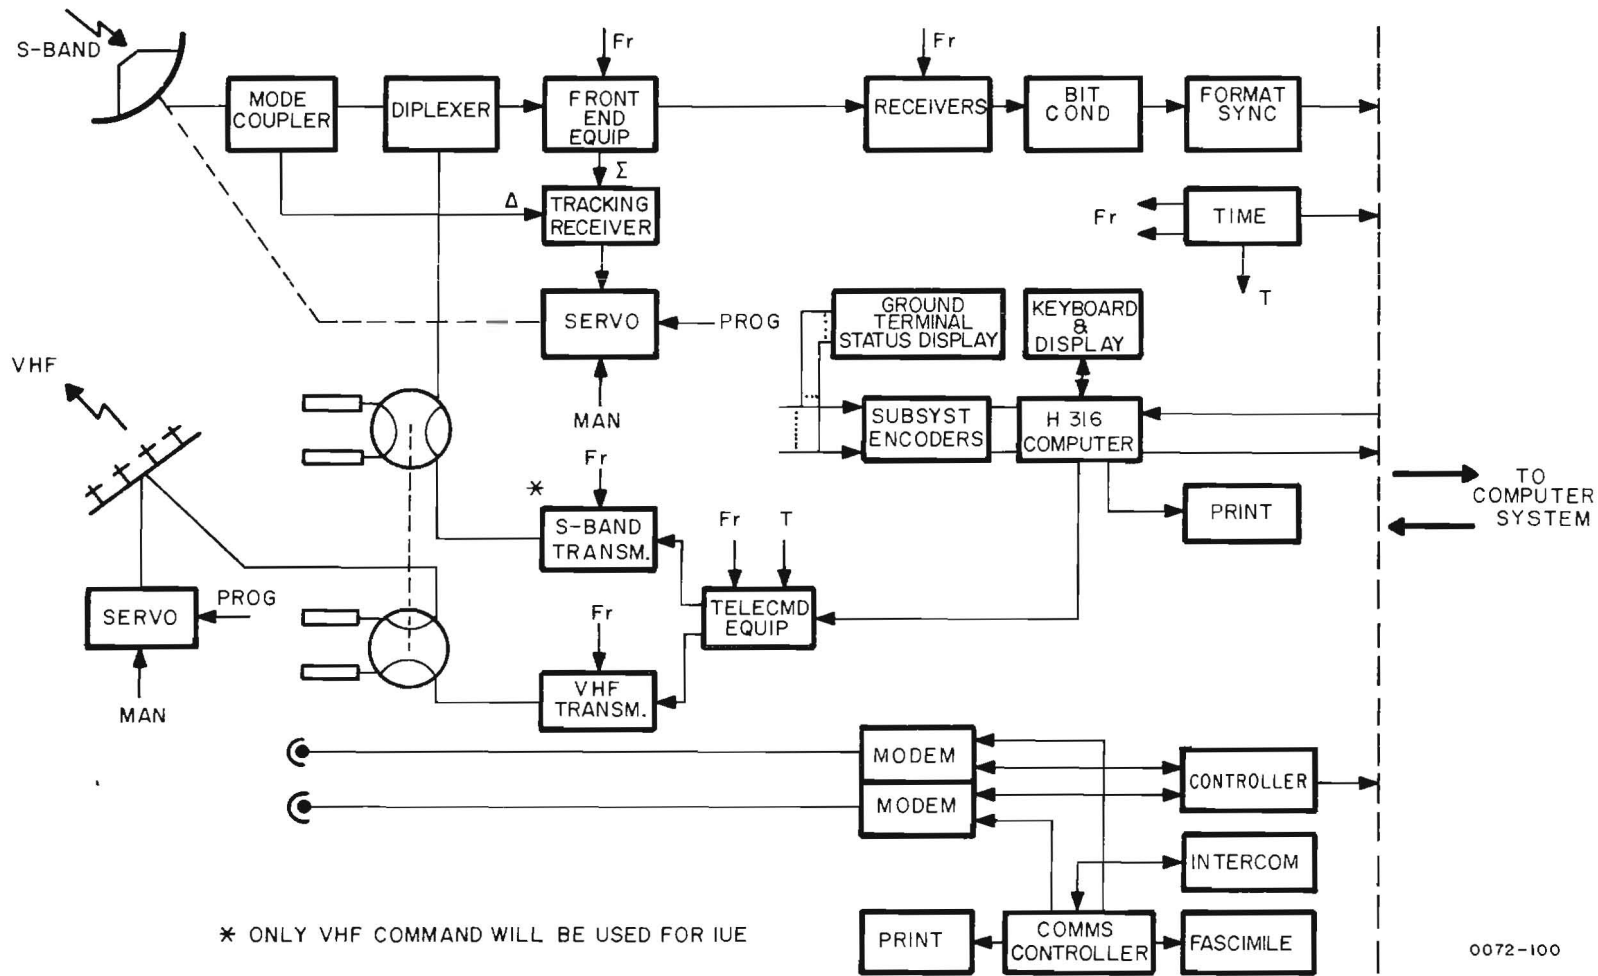 S-BAND
Fr
Fr
MODE
COUPLER
DIPLEXER
FRONT
END
EQUIP
RECEIVERS
BIT
COND
FORMAT
SYNC
Σ
Δ
TRACKING
RECEIVER
Fr
TIME
T
SERVO
PROG
MAN
GROUND
TERMINAL
STATUS DISPLAY
KEYBOARD
&
DISPLAY
VHF
SUBSYST
ENCODERS
H 316
COMPUTER
TO
COMPUTER
SYSTEM
PRINT
Fr
*
S-BAND
TRANSM.
Fr
T
TELECMD
EQUIP
SERVO
PROG
MAN
Fr
VHF
TRANSM.
MODEM
MODEM
CONTROLLER
INTERCOM
PRINT
COMMS
CONTROLLER
FASCIMILE
* ONLY VHF COMMAND WILL BE USED FOR IUE
0072-100